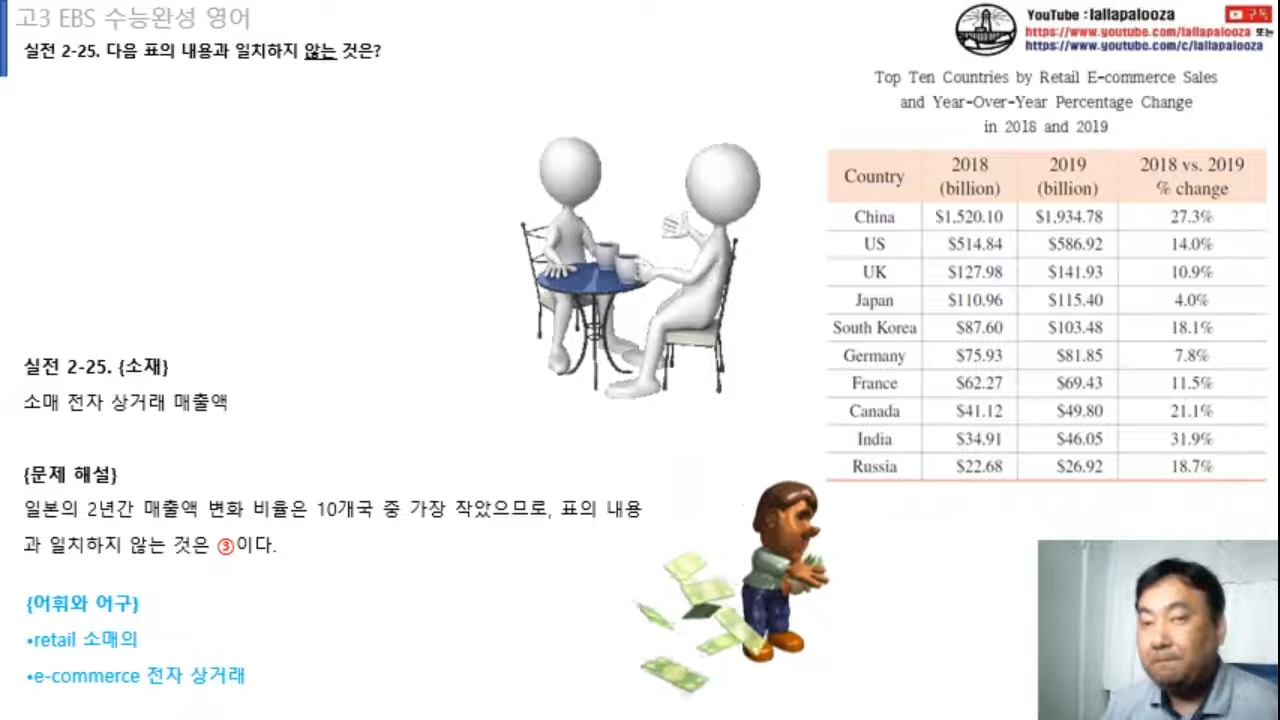 고3 EBS 수능완성 영어
실전 2-25. 다음 표의 내용과 일치하지 않는 것은?
YouTube : lallapalooza
구독
https://www.youtube.com/lallapalooza 또는
https://www.youtube.com/c/lallapalooza
Top Ten Countries by Retail E-commerce Sales
and Year-Over-Year Percentage Change
in 2018 and 2019
Country 2018 (billion) 2019 (billion) 2018 vs. 2019 % change
China $1,520.10 $1,934.78 27.3%
US $514.84 $586.92 14.0%
UK $127.98 $141.93 10.9%
Japan $110.96 $115.40 4.0%
South Korea $87.60 $103.48 18.1%
Germany $75.93 $81.85 7.8%
France $62.27 $69.43 11.5%
Canada $41.12 $49.80 21.1%
India $34.91 $46.05 31.9%
Russia $22.68 $26.92 18.7%
실전 2-25. {소재}
소매 전자 상거래 매출액
{문제 해설}
일본의 2년간 매출액 변화 비율은 10개국 중 가장 작았으므로, 표의 내용
과 일치하지 않는 것은 ③이다.
{어휘와 어구}
•retail 소매의
•e-commerce 전자 상거래